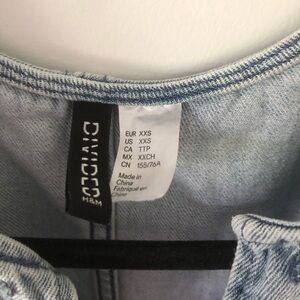 DIVIDED
H&M
EUR XXS
US XXS
CA TTP
MX XXCH
CN 155/76A
Made in
China
Fabriqué en
Chine